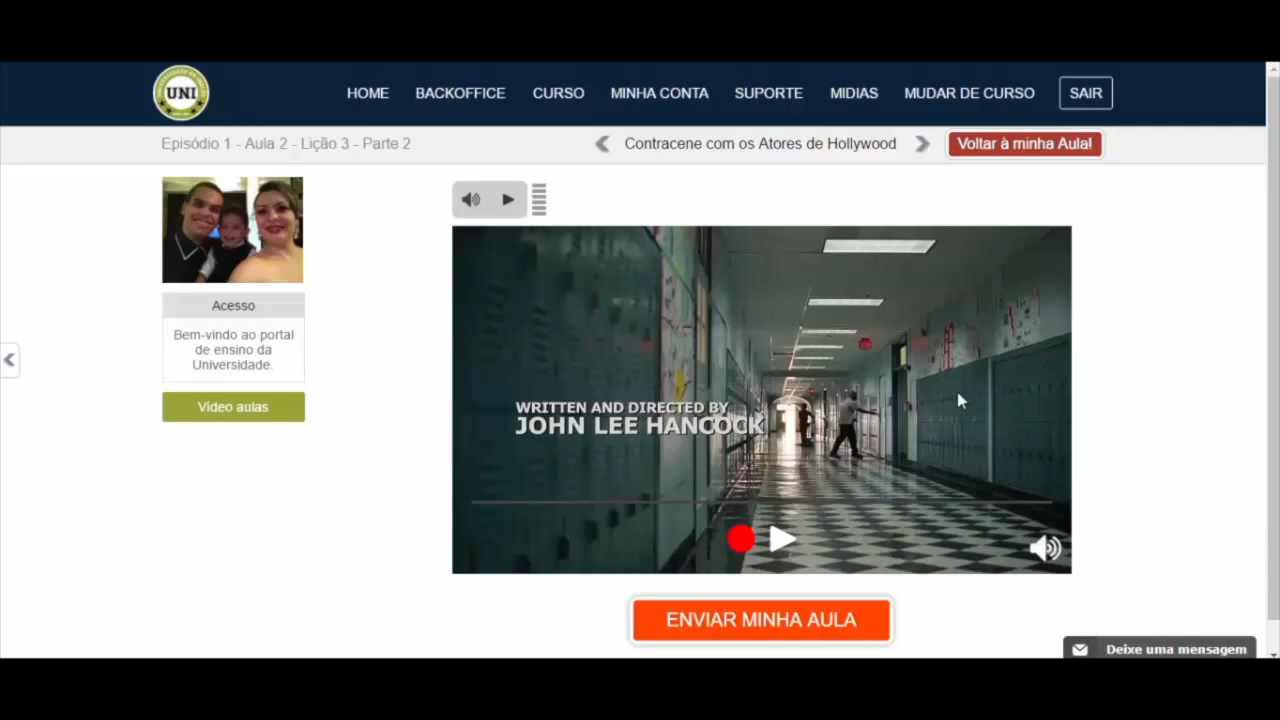 UNI
HOME
BACKOFFICE
CURSO
MINHA CONTA
SUPORTE
MIDIAS
MUDAR DE CURSO
SAIR
Episódio 1 - Aula 2 - Lição 3 - Parte 2
Contracene com os Atores de Hollywood
Voltar à minha Aula!
Acesso
Bem-vindo ao portal
de ensino da
Universidade.
Vídeo aulas
WRITTEN AND DIRECTED BY
JOHN LEE HANCOCK
ENVIAR MINHA AULA
Deixe uma mensagem